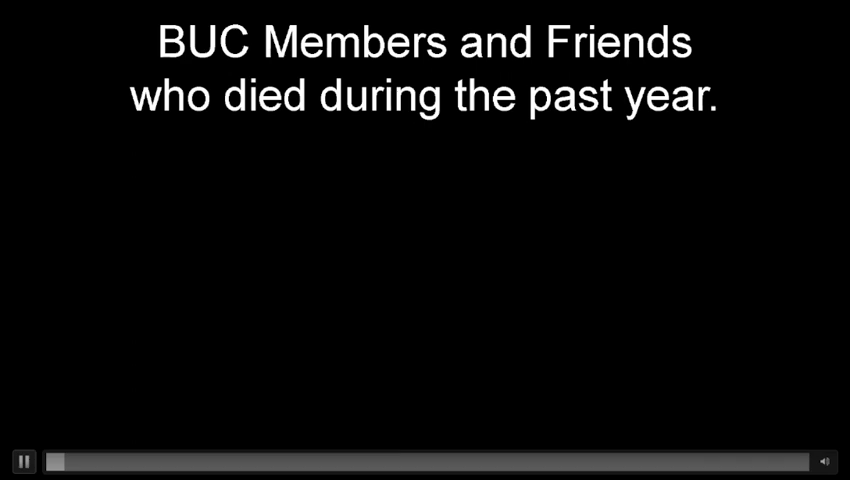 BUC Members and Friends
who died during the past year.